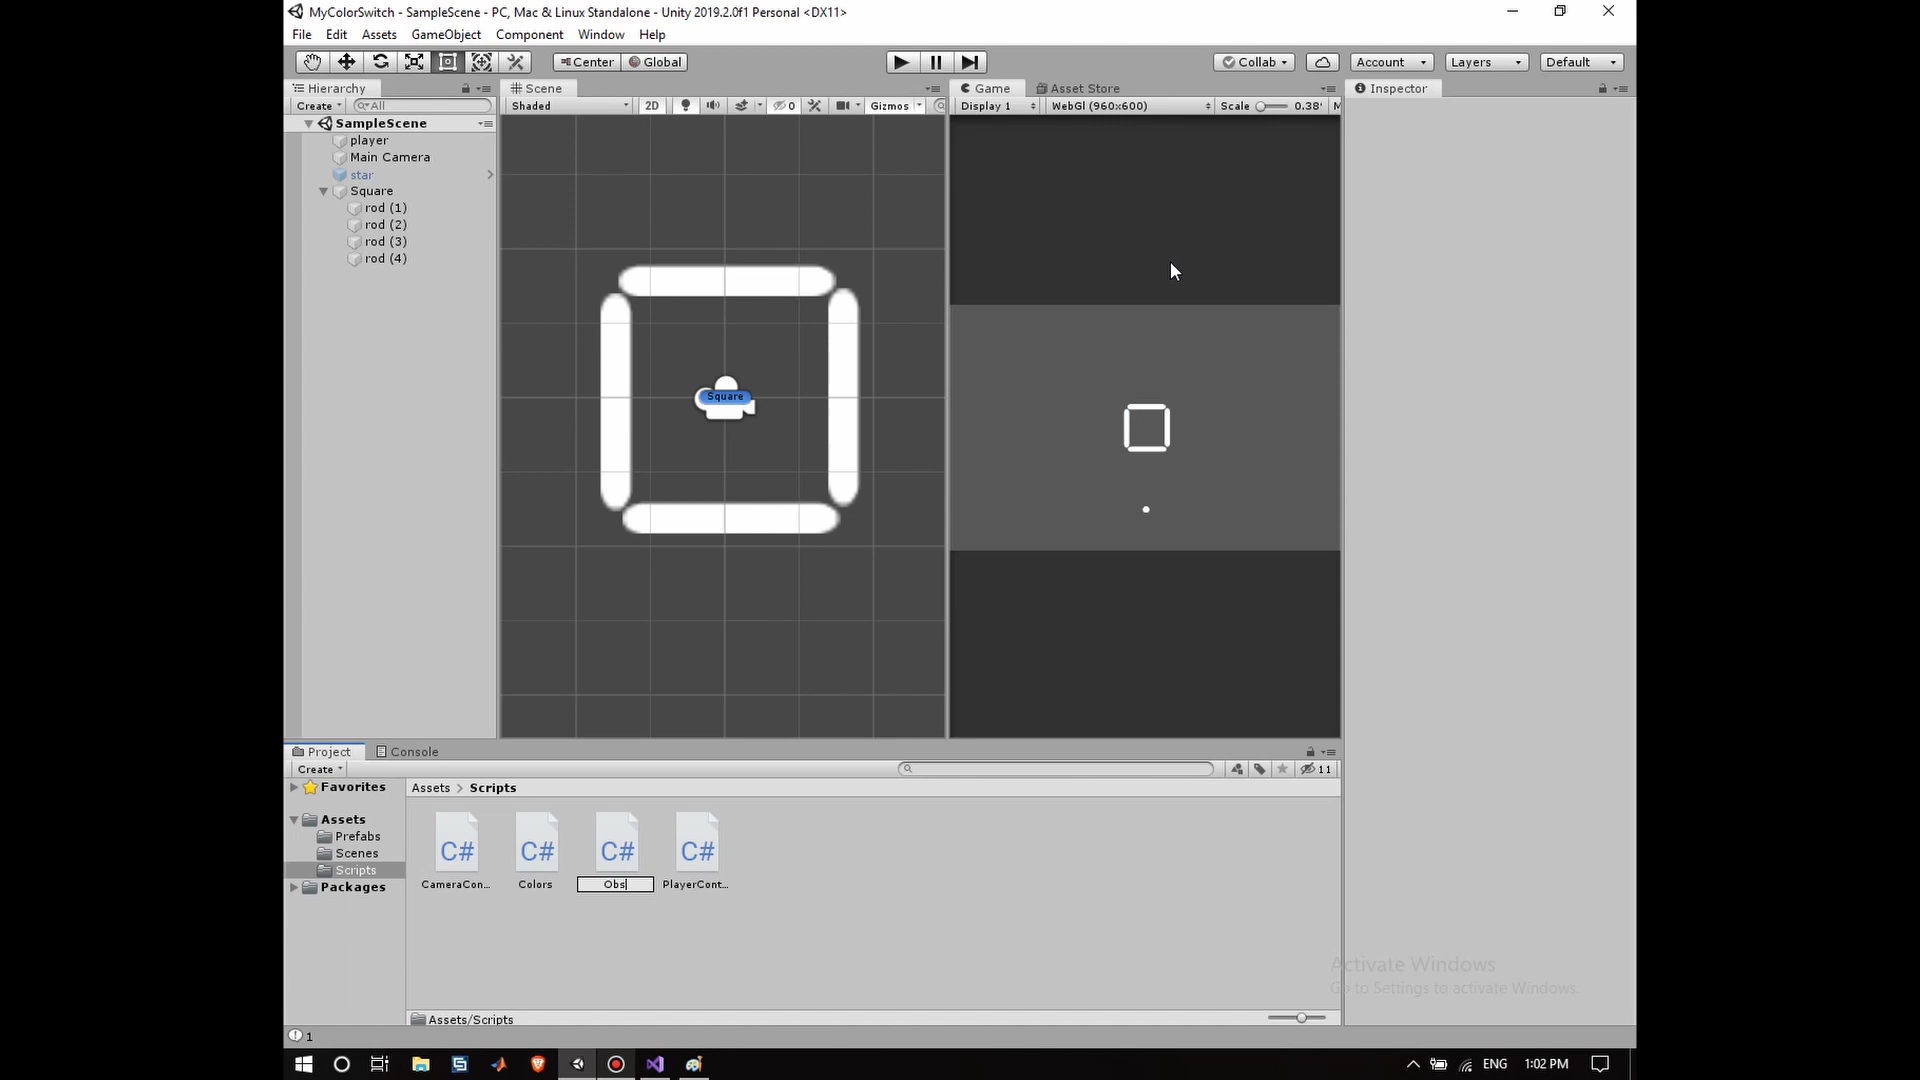 MyColorSwitch - SampleScene - PC, Mac & Linux Standalone - Unity 2019.2.0f1 Personal <DX11>
File Edit Assets GameObject Component Window Help
Center Global Collab Account Layers Default
Hierarchy
Create All
SampleScene
player
Main Camera
star
Square
rod (1)
rod (2)
rod (3)
rod (4)
Scene
Shaded 2D 0 Gizmos
Square
Game Asset Store
Display 1 WebGl (960x600) Scale 0.38 M
Inspector
Project Console
Create 11
Favorites
Assets
Prefabs
Scenes
Scripts
Packages
Assets > Scripts
C# C# C# C#
CameraCon... Colors Obs PlayerCont...
Activate Windows
Go to Settings to activate Windows.
Assets/Scripts
1
ENG 1:02 PM